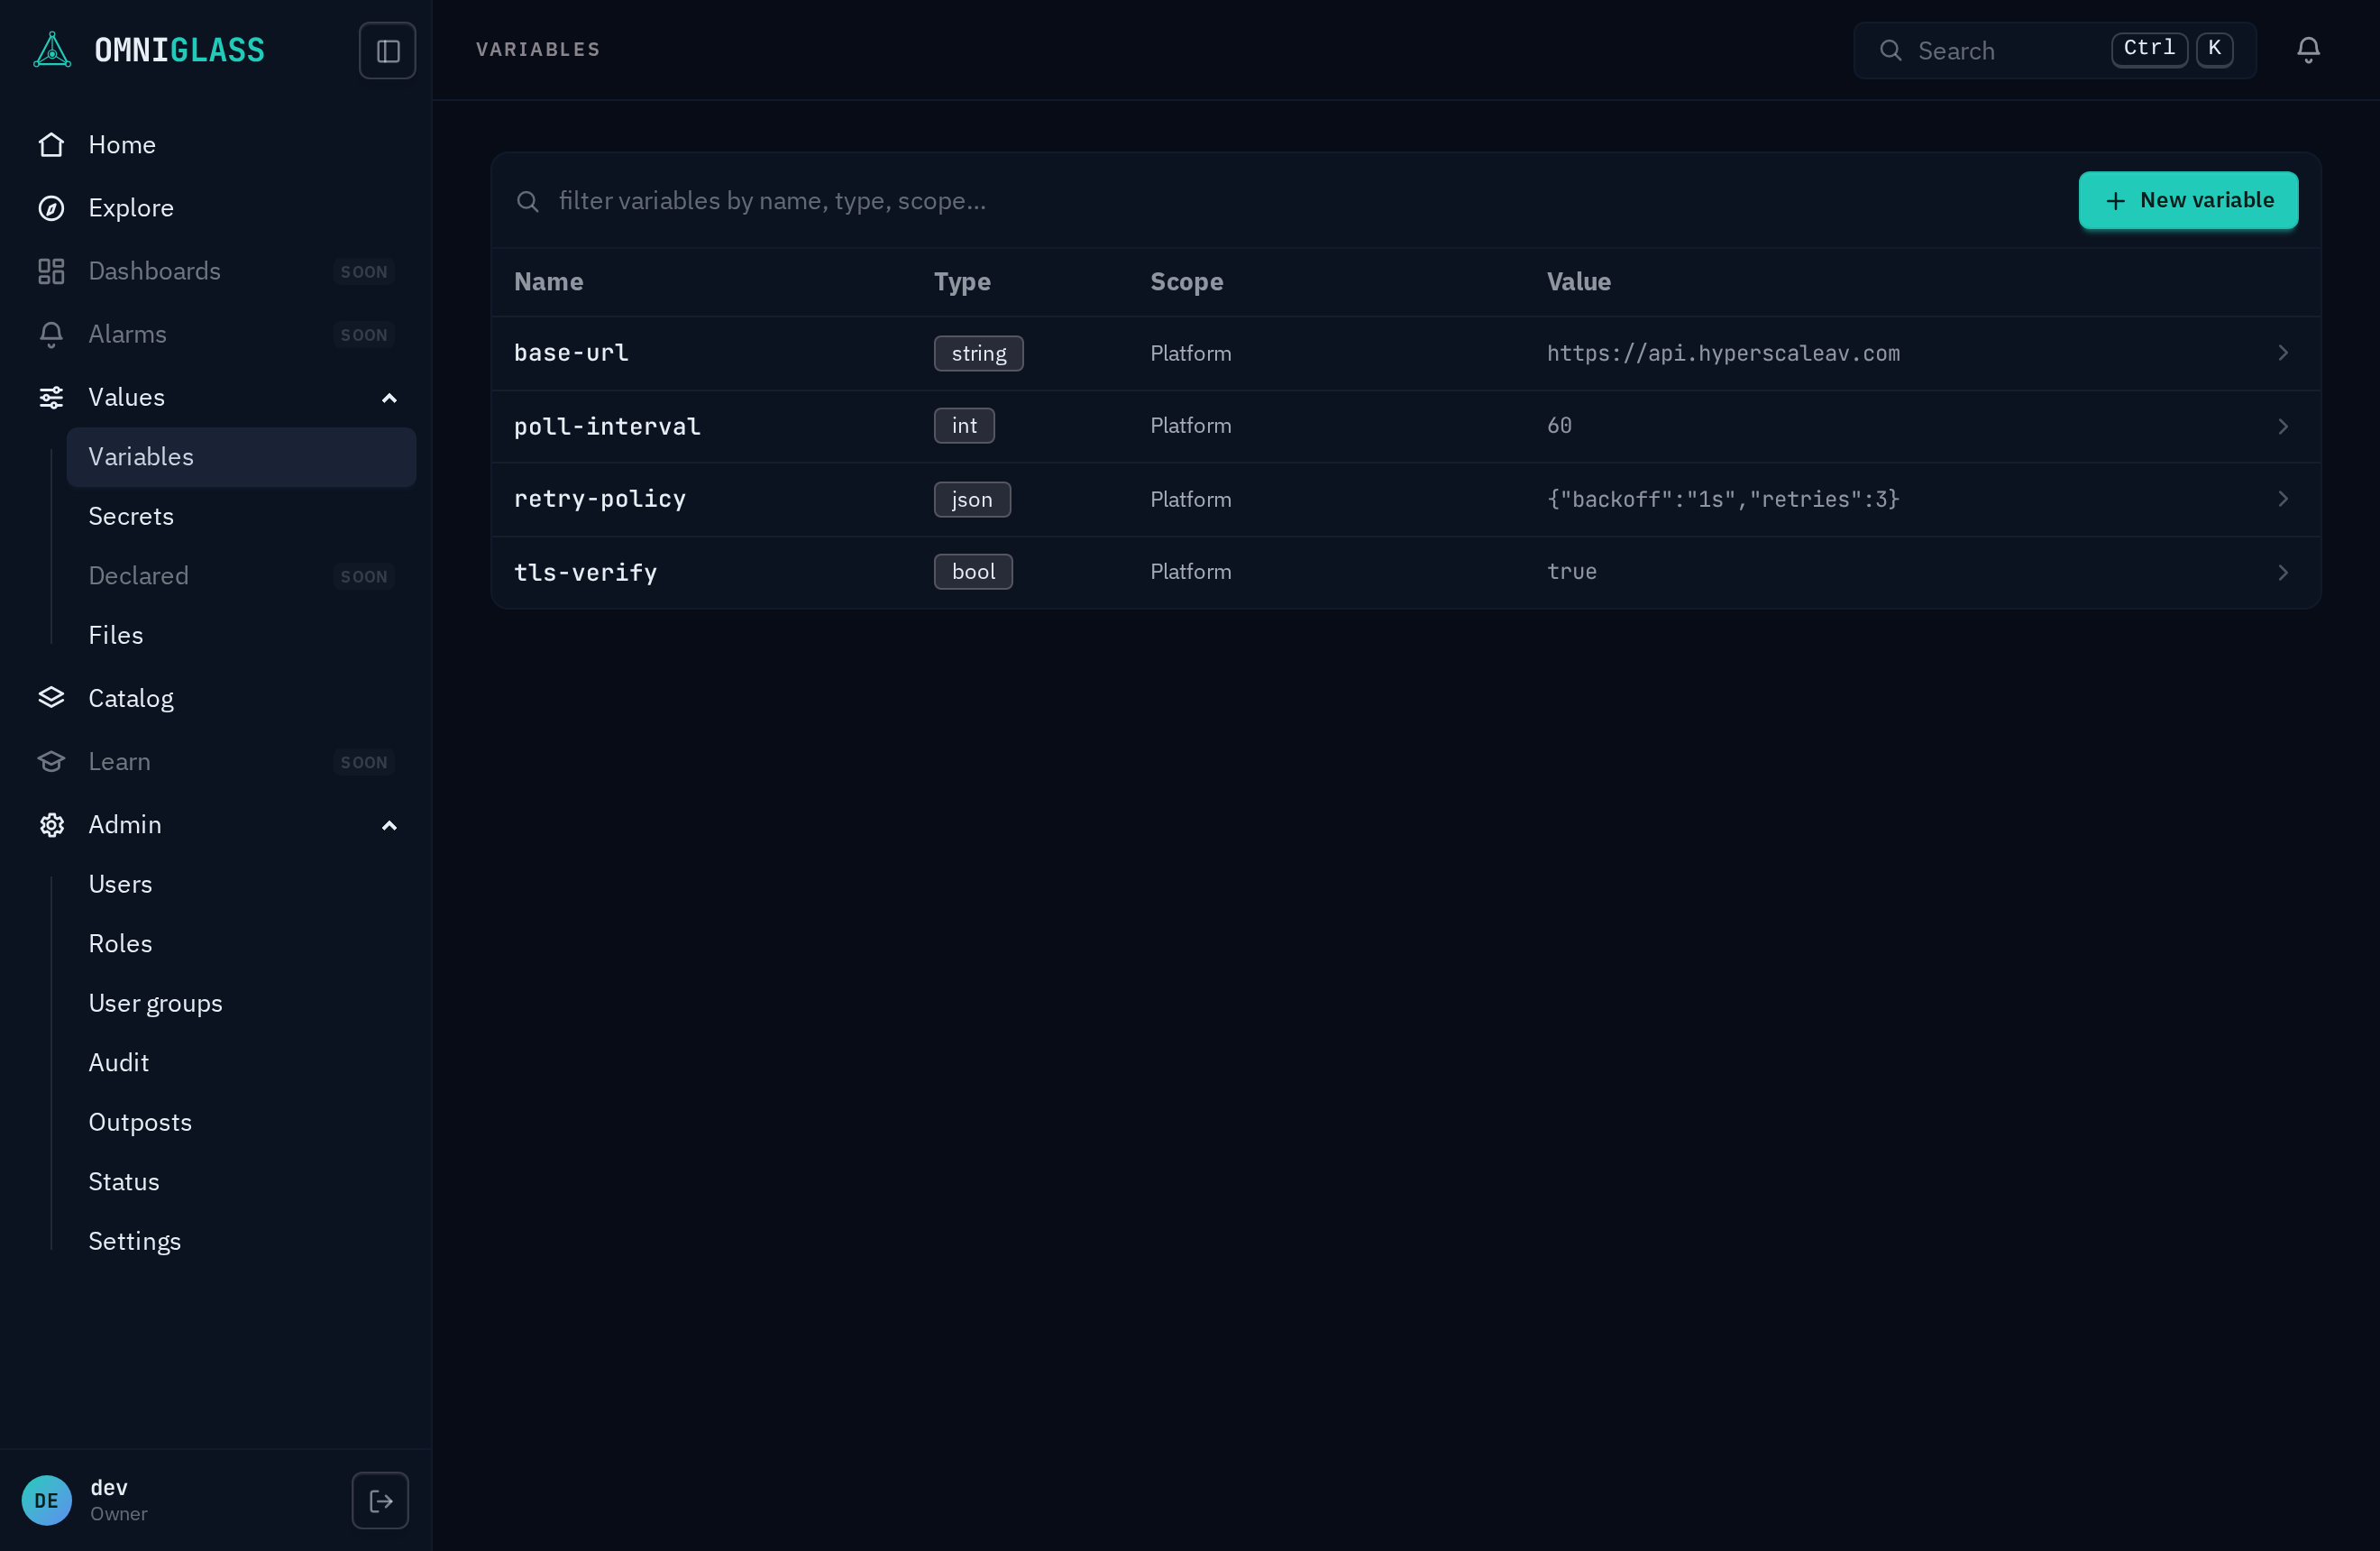 OMNIGLASS
Home
Explore
Dashboards SOON
Alarms SOON
Values
Variables
Secrets
Declared SOON
Files
Catalog
Learn SOON
Admin
Users
Roles
User groups
Audit
Outposts
Status
Settings
DE dev
Owner
VARIABLES
Search Ctrl K
filter variables by name, type, scope...
New variable
Name Type Scope Value
base-url string Platform https://api.hyperscaleav.com
poll-interval int Platform 60
retry-policy json Platform {"backoff":"1s","retries":3}
tls-verify bool Platform true